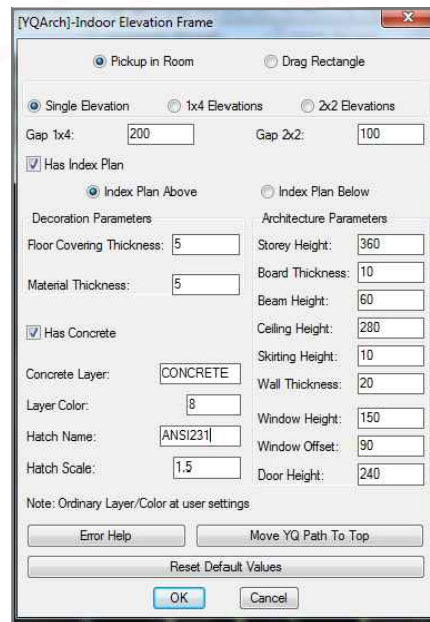 [YQArch]-Indoor Elevation Frame
Pickup in Room Drag Rectangle
Single Elevation 1x4 Elevations 2x2 Elevations
Gap 1x4: 200 Gap 2x2: 100
Has Index Plan
Index Plan Above Index Plan Below
Decoration Parameters
Floor Covering Thickness: 5
Material Thickness: 5
Has Concrete
Concrete Layer: CONCRETE
Layer Color: 8
Hatch Name: ANSI231
Hatch Scale: 1.5
Architecture Parameters
Storey Height: 360
Board Thickness: 10
Beam Height: 60
Ceiling Height: 280
Skirting Height: 10
Wall Thickness: 20
Window Height: 150
Window Offset: 90
Door Height: 240
Note: Ordinary Layer/Color at user settings
Error Help Move YQ Path To Top
Reset Default Values
OK Cancel